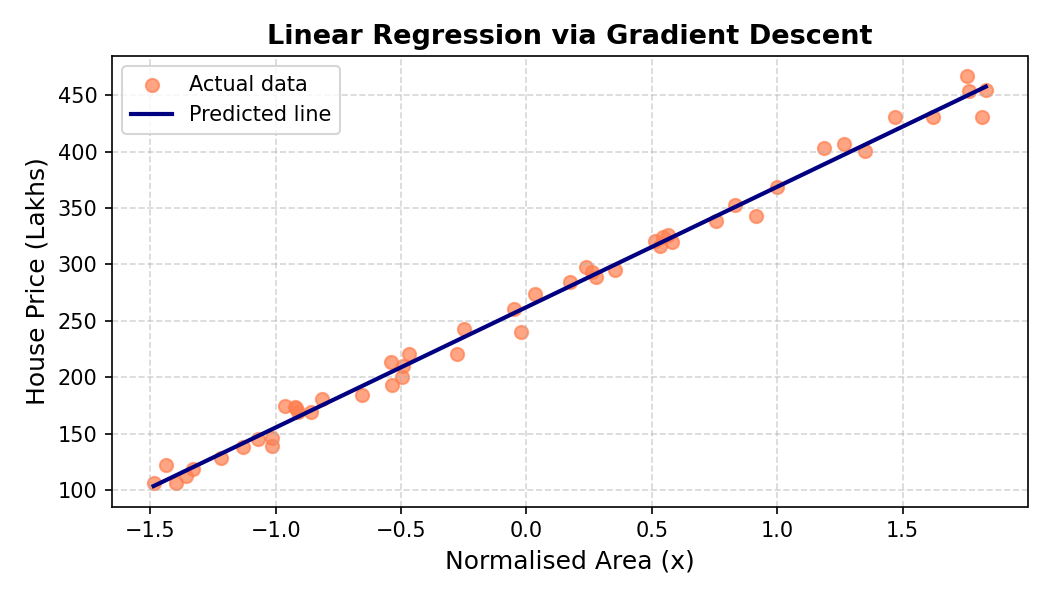 Linear Regression via Gradient Descent
Actual data
Predicted line
House Price (Lakhs)
450
400
350
300
250
200
150
100
−1.5 −1.0 −0.5 0.0 0.5 1.0 1.5
Normalised Area (x)